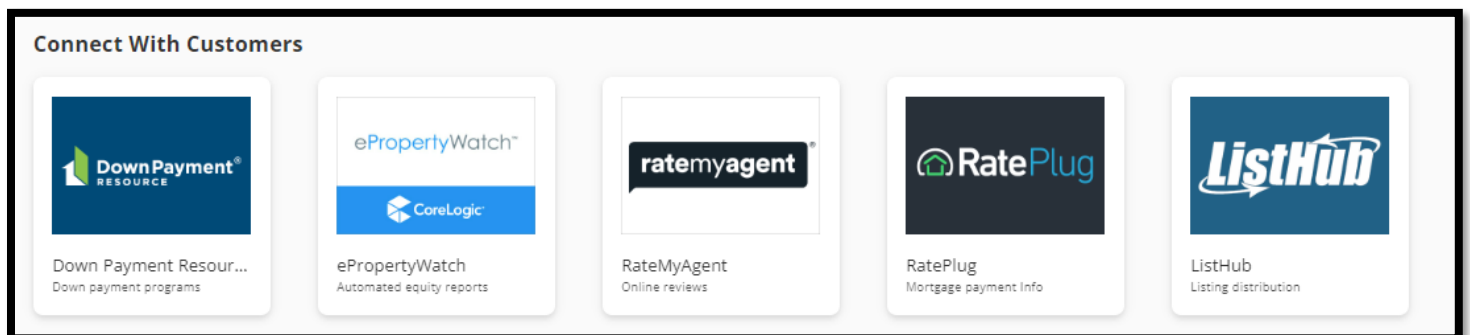 Connect With Customers
DownPayment®
RESOURCE
Down Payment Resour...
Down payment programs
ePropertyWatch™
CoreLogic
ePropertyWatch
Automated equity reports
ratemyagent®
RateMyAgent
Online reviews
RatePlug
RatePlug
Mortgage payment Info
ListHub
ListHub
Listing distribution